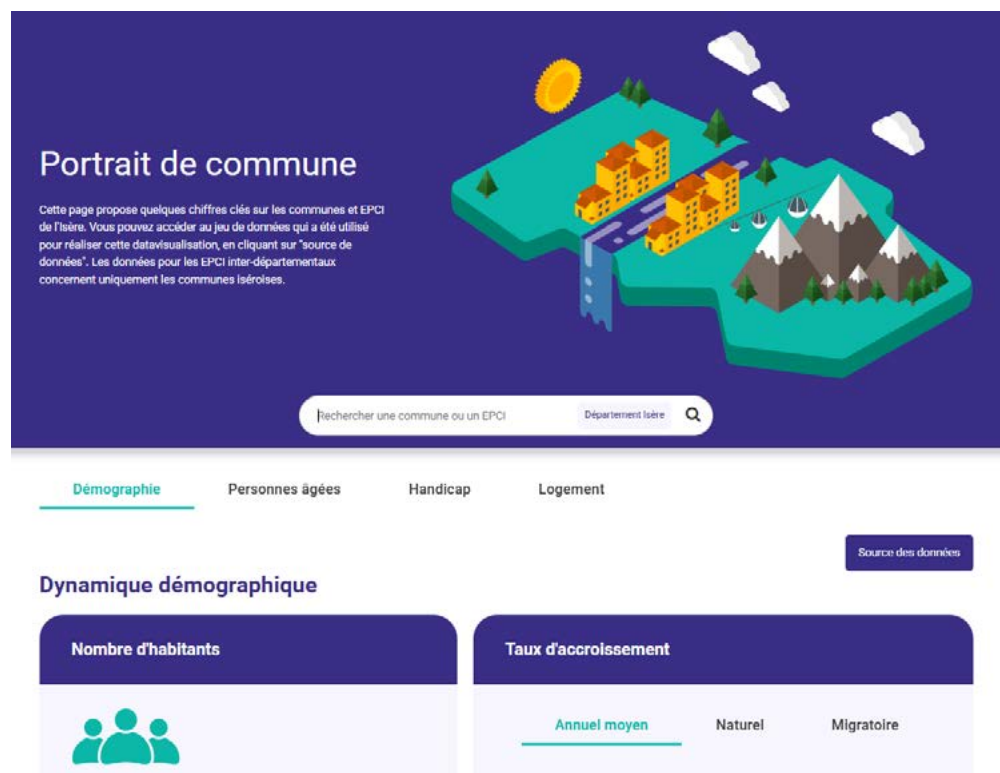 Portrait de commune
Cette page propose quelques chiffres clés sur les communes et EPCI
de l'Isère. Vous pouvez accéder au jeu de données qui a été utilisé
pour réaliser cette datavisualisation, en cliquant sur "source de
données". Les données pour les EPCI inter-départementaux
concernent uniquement les communes iséroises.
Rechercher une commune ou un EPCI
Département Isère
Démographie
Personnes âgées
Handicap
Logement
Source des données
Dynamique démographique
Nombre d'habitants
Taux d'accroissement
Annuel moyen
Naturel
Migratoire